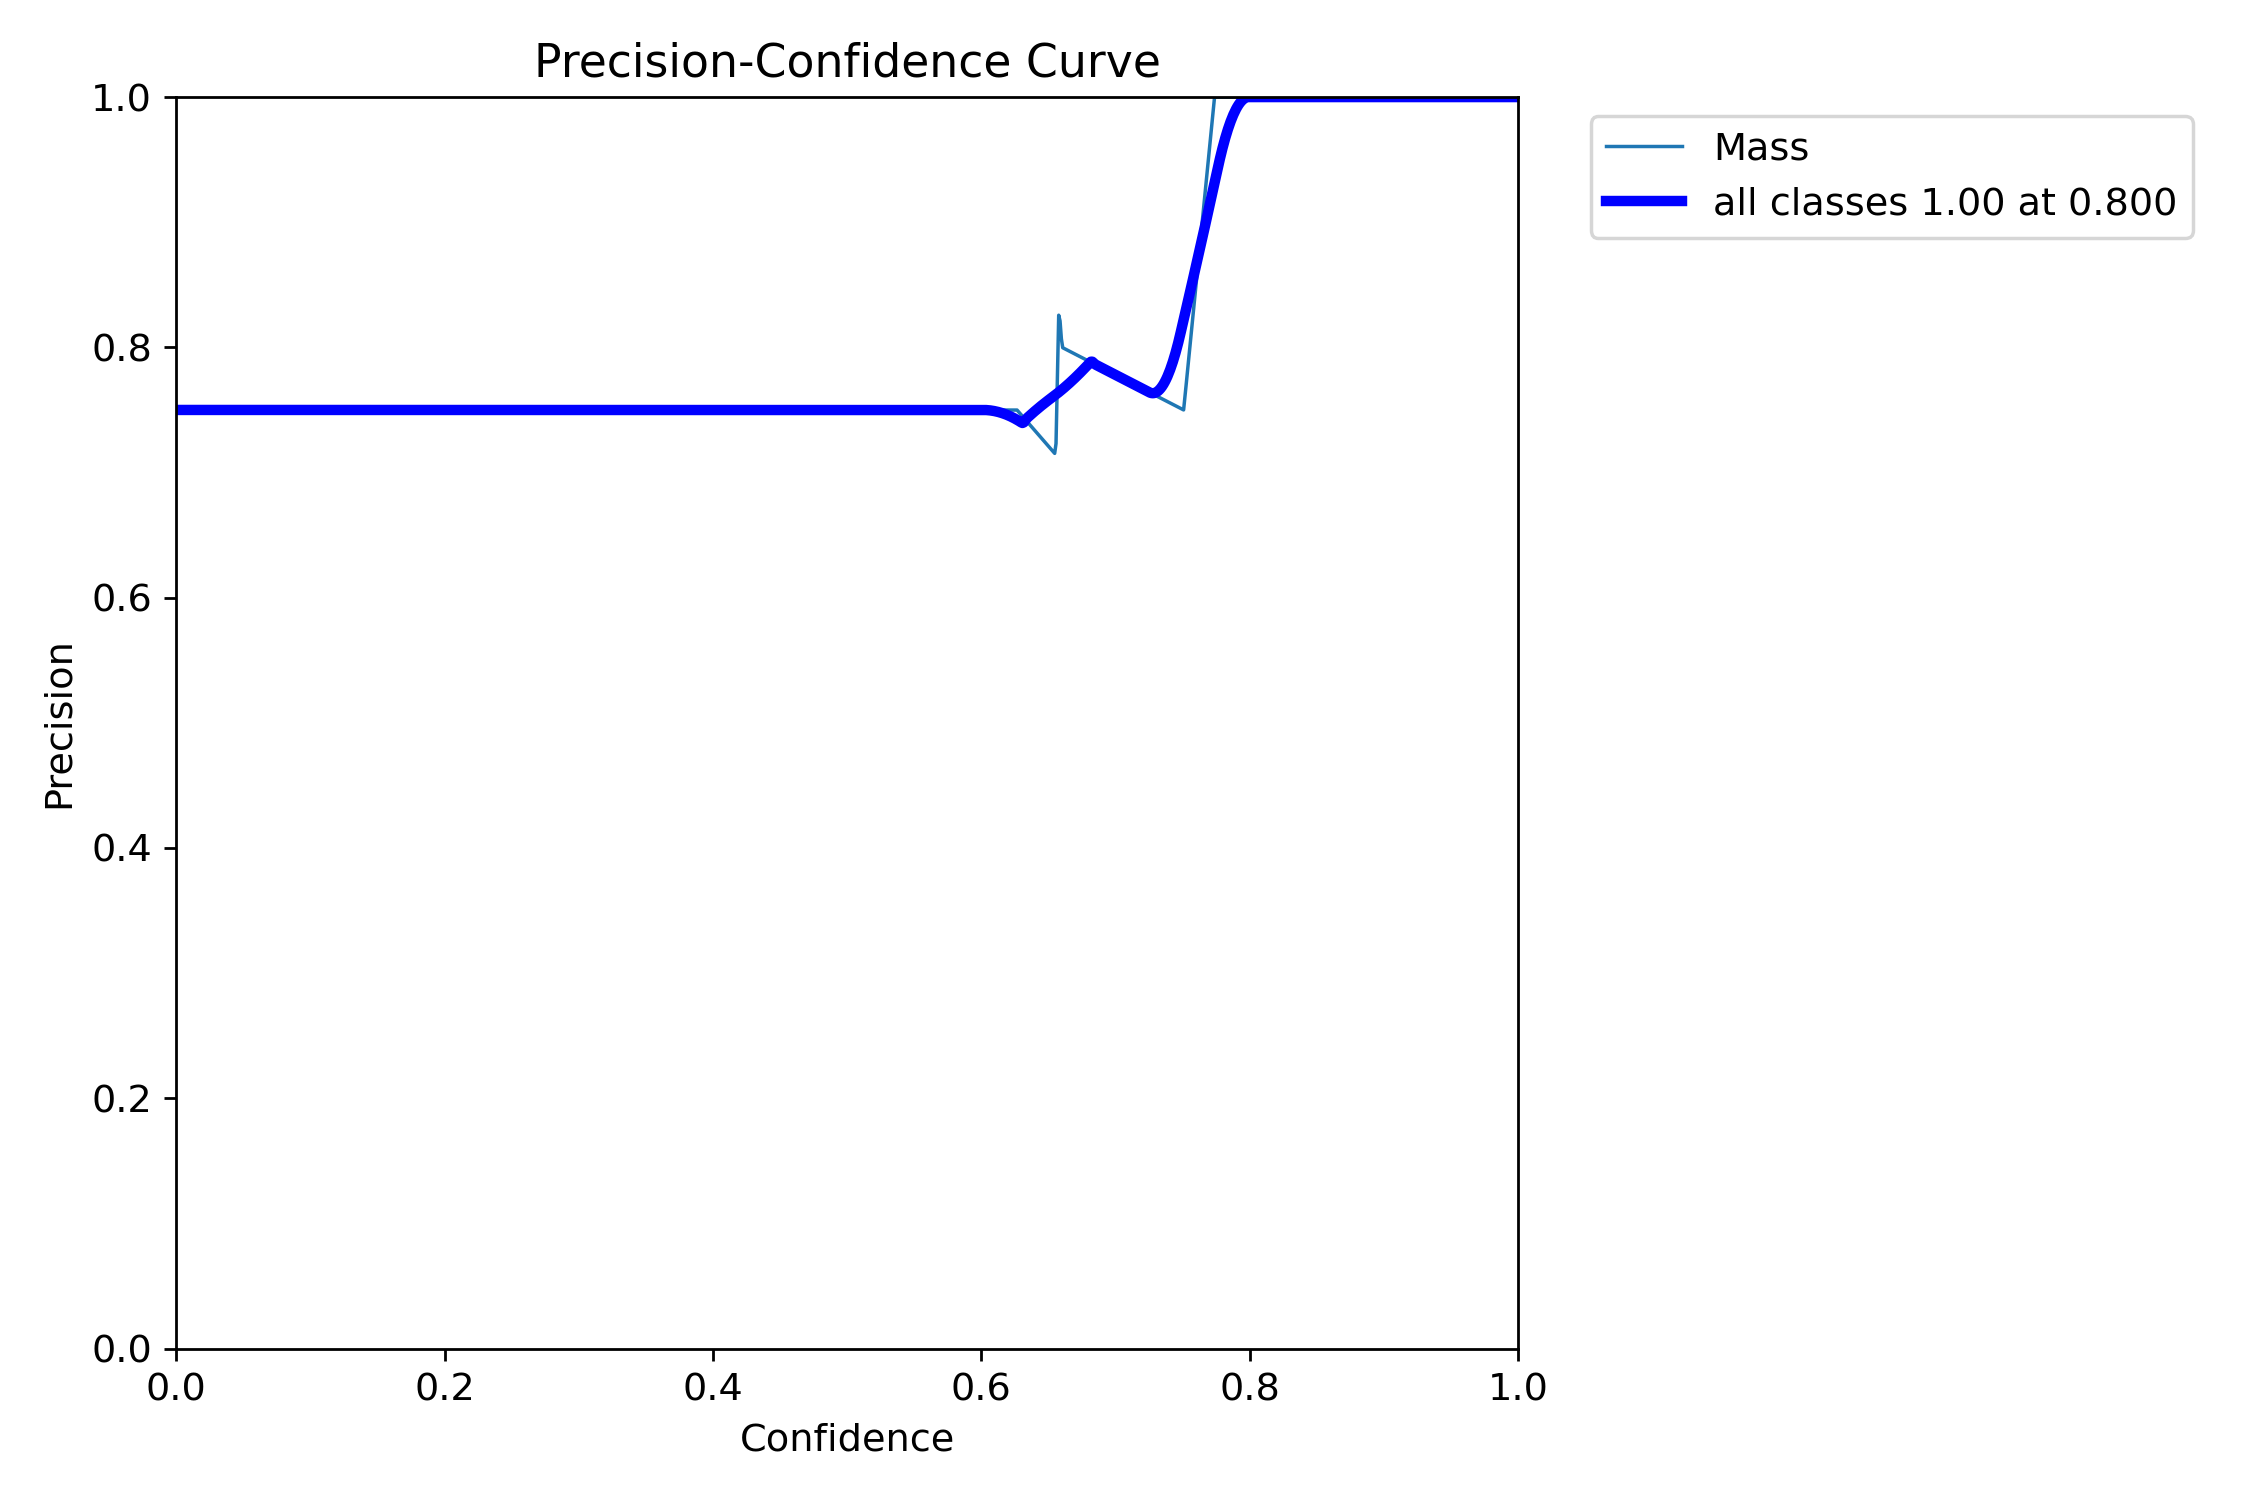 Precision-Confidence Curve
Mass
all classes 1.00 at 0.800
1.0
0.8
0.6
0.4
0.2
0.0
Precision
0.0 0.2 0.4 0.6 0.8 1.0
Confidence